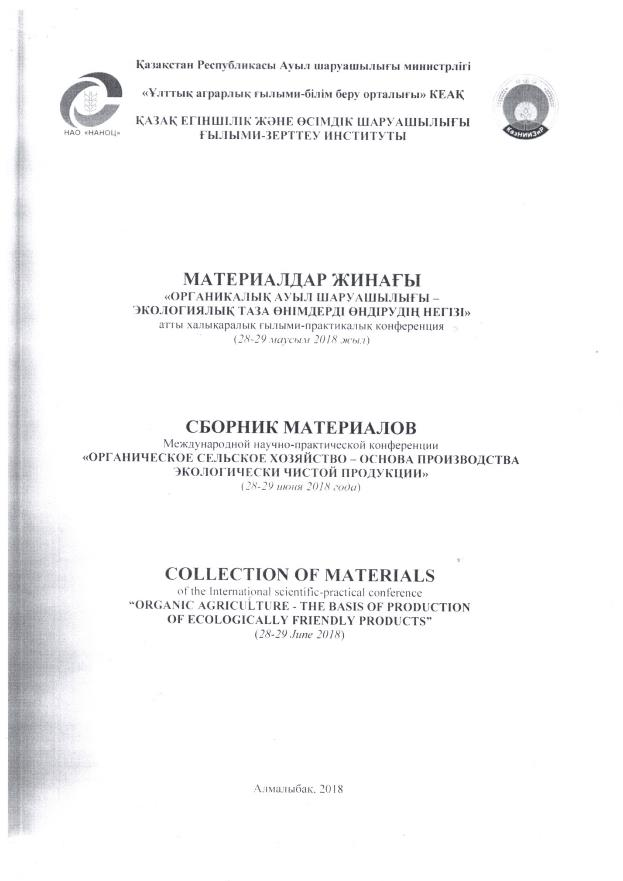 Қазақстан Республикасы Ауыл шаруашылығы министрлігі
«Ұлттық аграрлық ғылыми-білім беру орталығы» КЕАҚ
ҚАЗАҚ ЕГІНШІЛІК ЖӘНЕ ӨСІМДІК ШАРУАШЫЛЫҒЫ
ҒЫЛЫМИ-ЗЕРТТЕУ ИНСТИТУТЫ
НАО «НАНОЦ»
КазНИИЗиР
МАТЕРИАЛДАР ЖИНАҒЫ
«ОРГАНИКАЛЫҚ АУЫЛ ШАРУАШЫЛЫҒЫ –
ЭКОЛОГИЯЛЫҚ ТАЗА ӨНІМДЕРДІ ӨНДІРУДІҢ НЕГІЗІ»
атты халықаралық ғылыми-практикалық конференция
(28-29 маусым 2018 жыл)
СБОРНИК МАТЕРИАЛОВ
Международной научно-практической конференции
«ОРГАНИЧЕСКОЕ СЕЛЬСКОЕ ХОЗЯЙСТВО – ОСНОВА ПРОИЗВОДСТВА
ЭКОЛОГИЧЕСКИ ЧИСТОЙ ПРОДУКЦИИ»
(28-29 июня 2018 года)
COLLECTION OF MATERIALS
of the International scientific-practical conference
“ORGANIC AGRICULTURE - THE BASIS OF PRODUCTION
OF ECOLOGICALLY FRIENDLY PRODUCTS”
(28-29 June 2018)
Алмалыбак, 2018